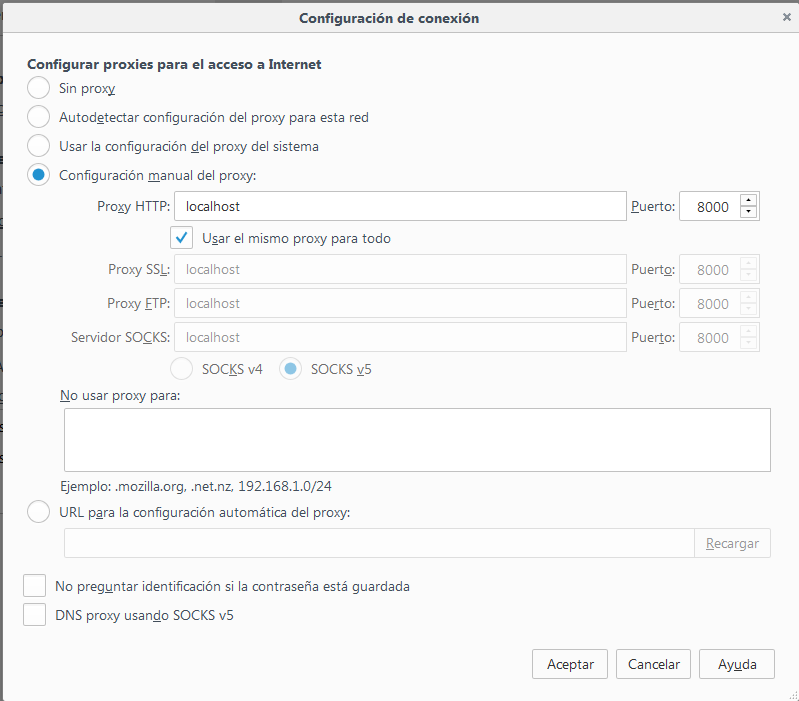 Configuración de conexión
Configurar proxies para el acceso a Internet
Sin proxy
Autodetectar configuración del proxy para esta red
Usar la configuración del proxy del sistema
Configuración manual del proxy:
Proxy HTTP: localhost Puerto: 8000
Usar el mismo proxy para todo
Proxy SSL: localhost Puerto: 8000
Proxy FTP: localhost Puerto: 8000
Servidor SOCKS: localhost Puerto: 8000
SOCKS v4 SOCKS v5
No usar proxy para:
Ejemplo: .mozilla.org, .net.nz, 192.168.1.0/24
URL para la configuración automática del proxy:
Recargar
No preguntar identificación si la contraseña está guardada
DNS proxy usando SOCKS v5
Aceptar Cancelar Ayuda